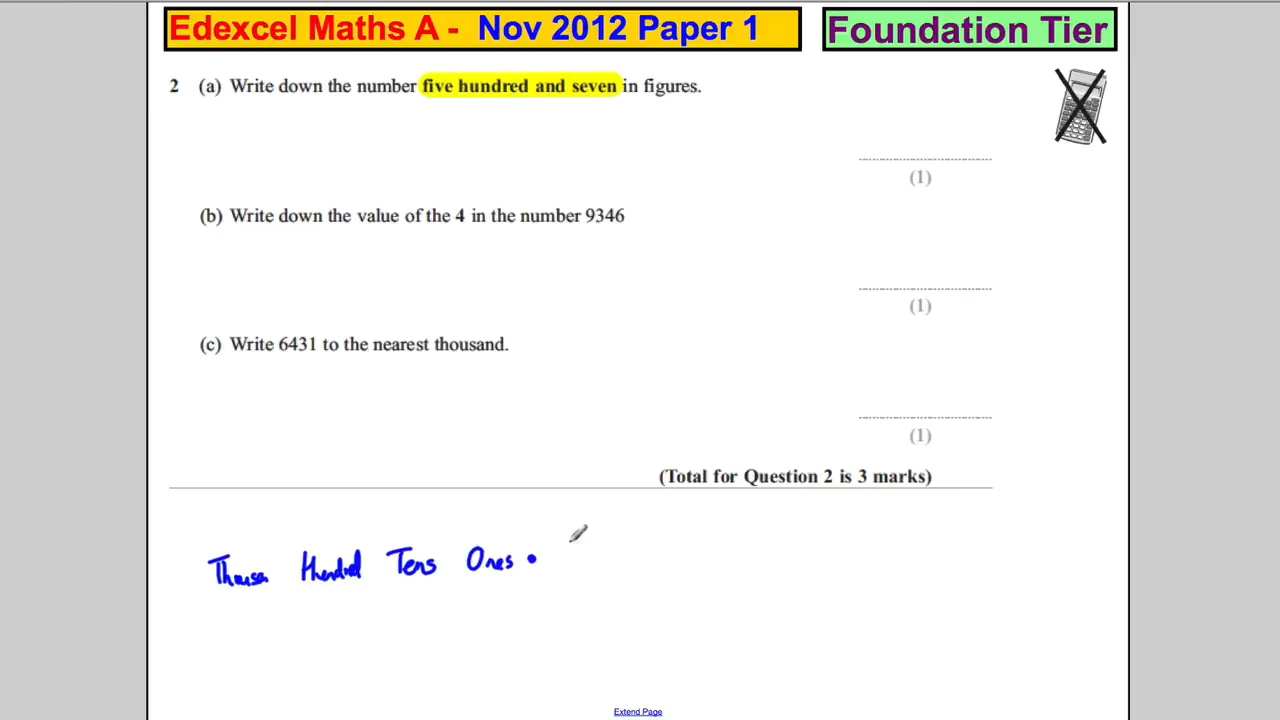 Edexcel Maths A - Nov 2012 Paper 1
Foundation Tier
2 (a) Write down the number five hundred and seven in figures.
(1)
(b) Write down the value of the 4 in the number 9346
(1)
(c) Write 6431 to the nearest thousand.
(1)
(Total for Question 2 is 3 marks)
Thousa Hundred Tens Ones •
Extend Page